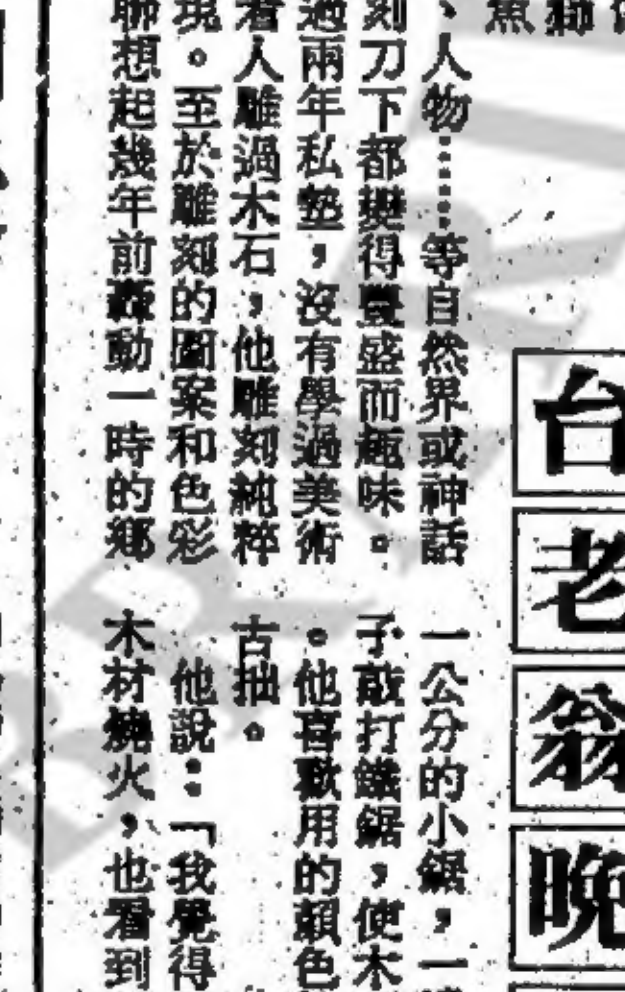 台老翁晚
魚獅
、人物……等自然界或神話
刻刀下都變得豐盛而趣味。
過兩年私塾，沒有學過美術
著人雕過木石，他雕刻純粹
現。至於雕刻的圖案和色彩
聯想起幾年前轟動一時的鄉
一公分的小鋸，一
子敲打鐵鋸，使木
。他喜歡用的顏色
古拙。
他說：「我覺得
木材燒火，也看到